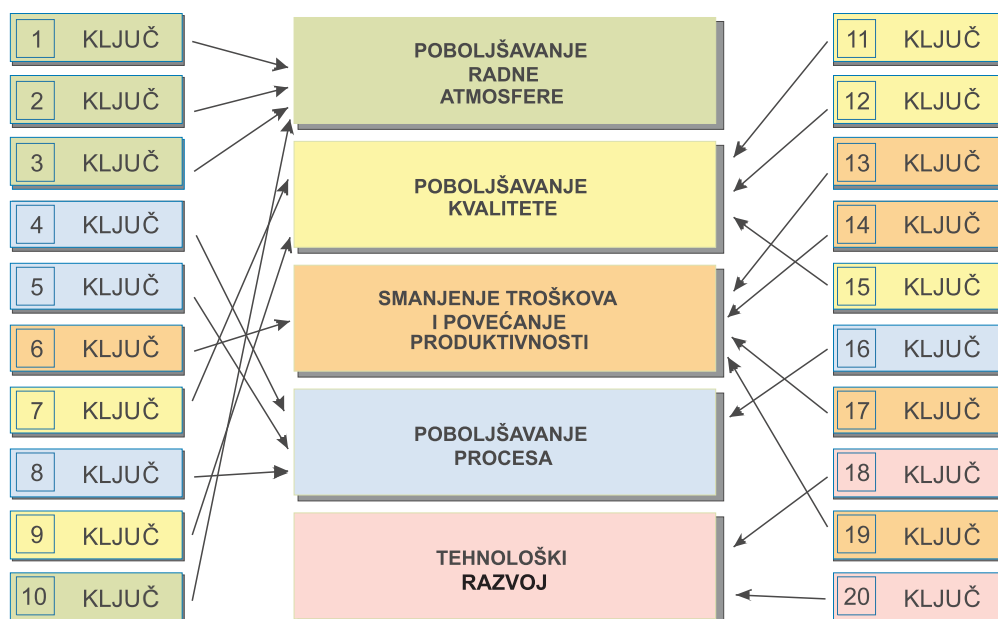 1 KLJUČ
2 KLJUČ
3 KLJUČ
4 KLJUČ
5 KLJUČ
6 KLJUČ
7 KLJUČ
8 KLJUČ
9 KLJUČ
10 KLJUČ
POBOLJŠAVANJE
RADNE
ATMOSFERE
POBOLJŠAVANJE
KVALITETE
SMANJENJE TROŠKOVA
I POVEĆANJE
PRODUKTIVNOSTI
POBOLJŠAVANJE
PROCESA
TEHNOLOŠKI
RAZVOJ
11 KLJUČ
12 KLJUČ
13 KLJUČ
14 KLJUČ
15 KLJUČ
16 KLJUČ
17 KLJUČ
18 KLJUČ
19 KLJUČ
20 KLJUČ